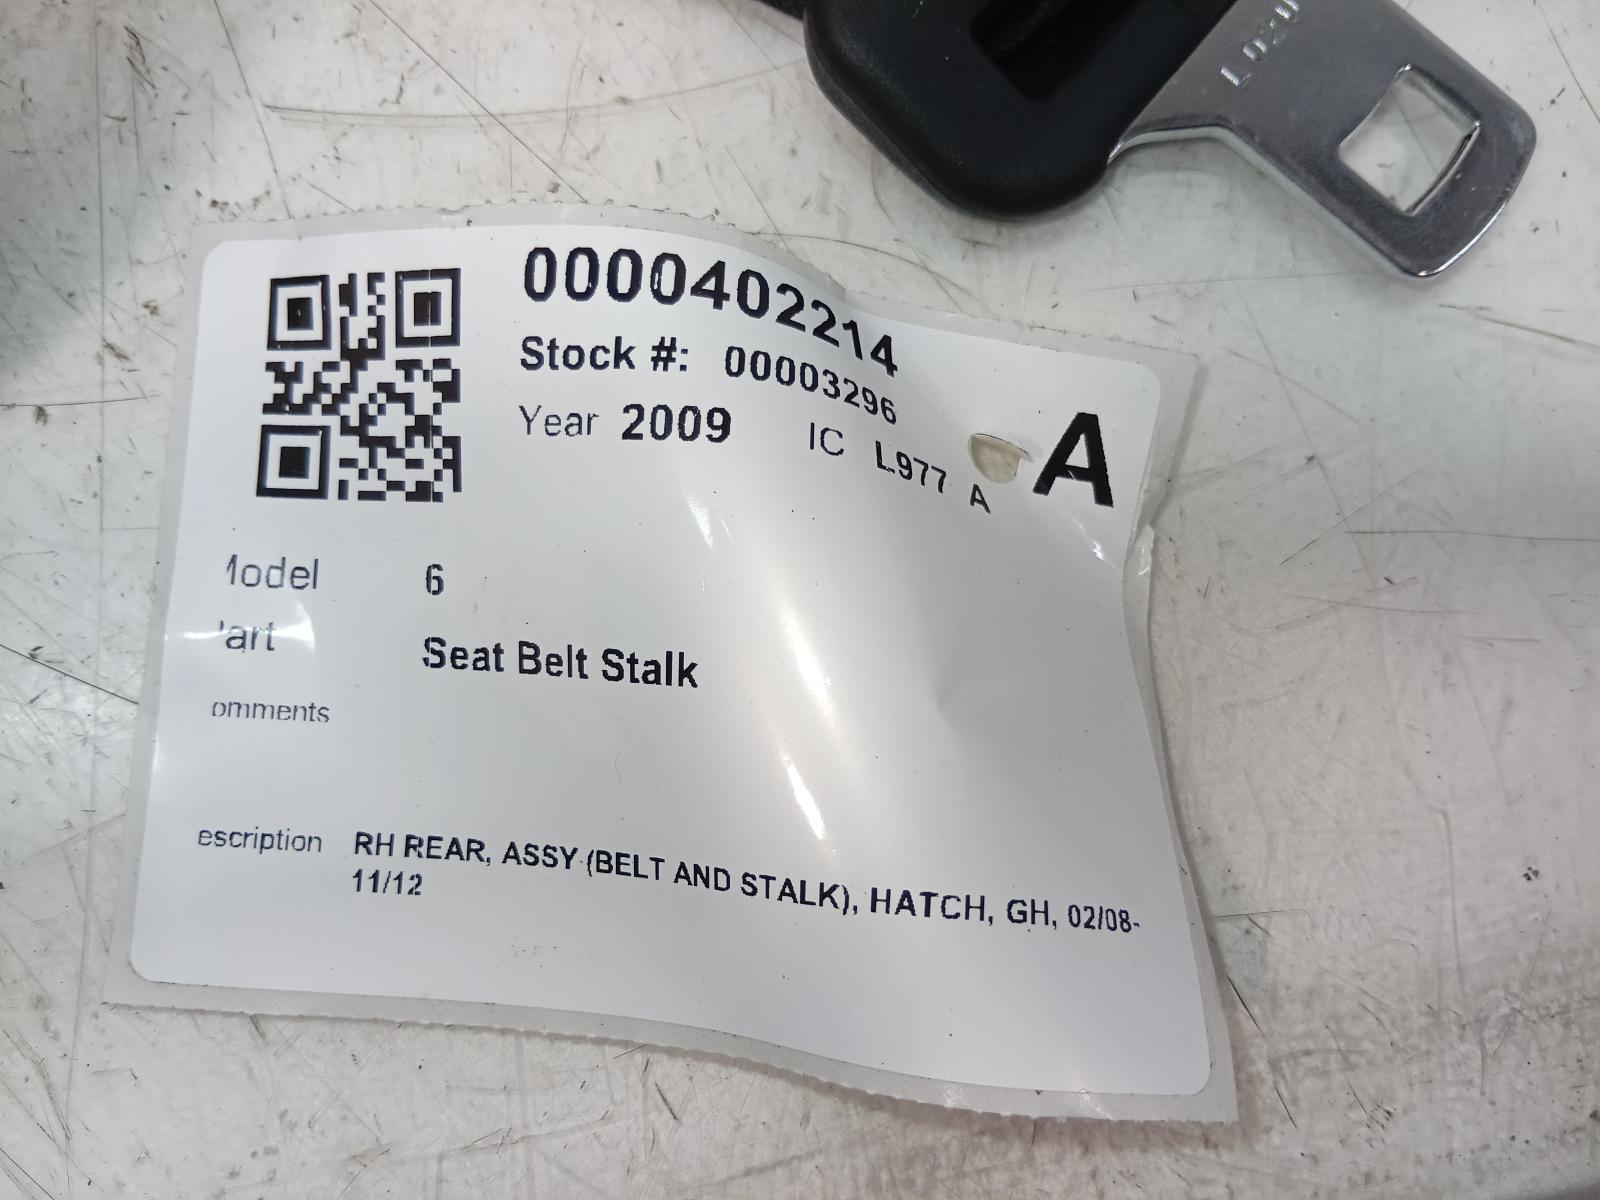 0000402214
Stock #: 00003296
Year 2009 IC L977 A
A
Model 6
Part Seat Belt Stalk
omments
escription RH REAR, ASSY (BELT AND STALK), HATCH, GH, 02/08-
11/12